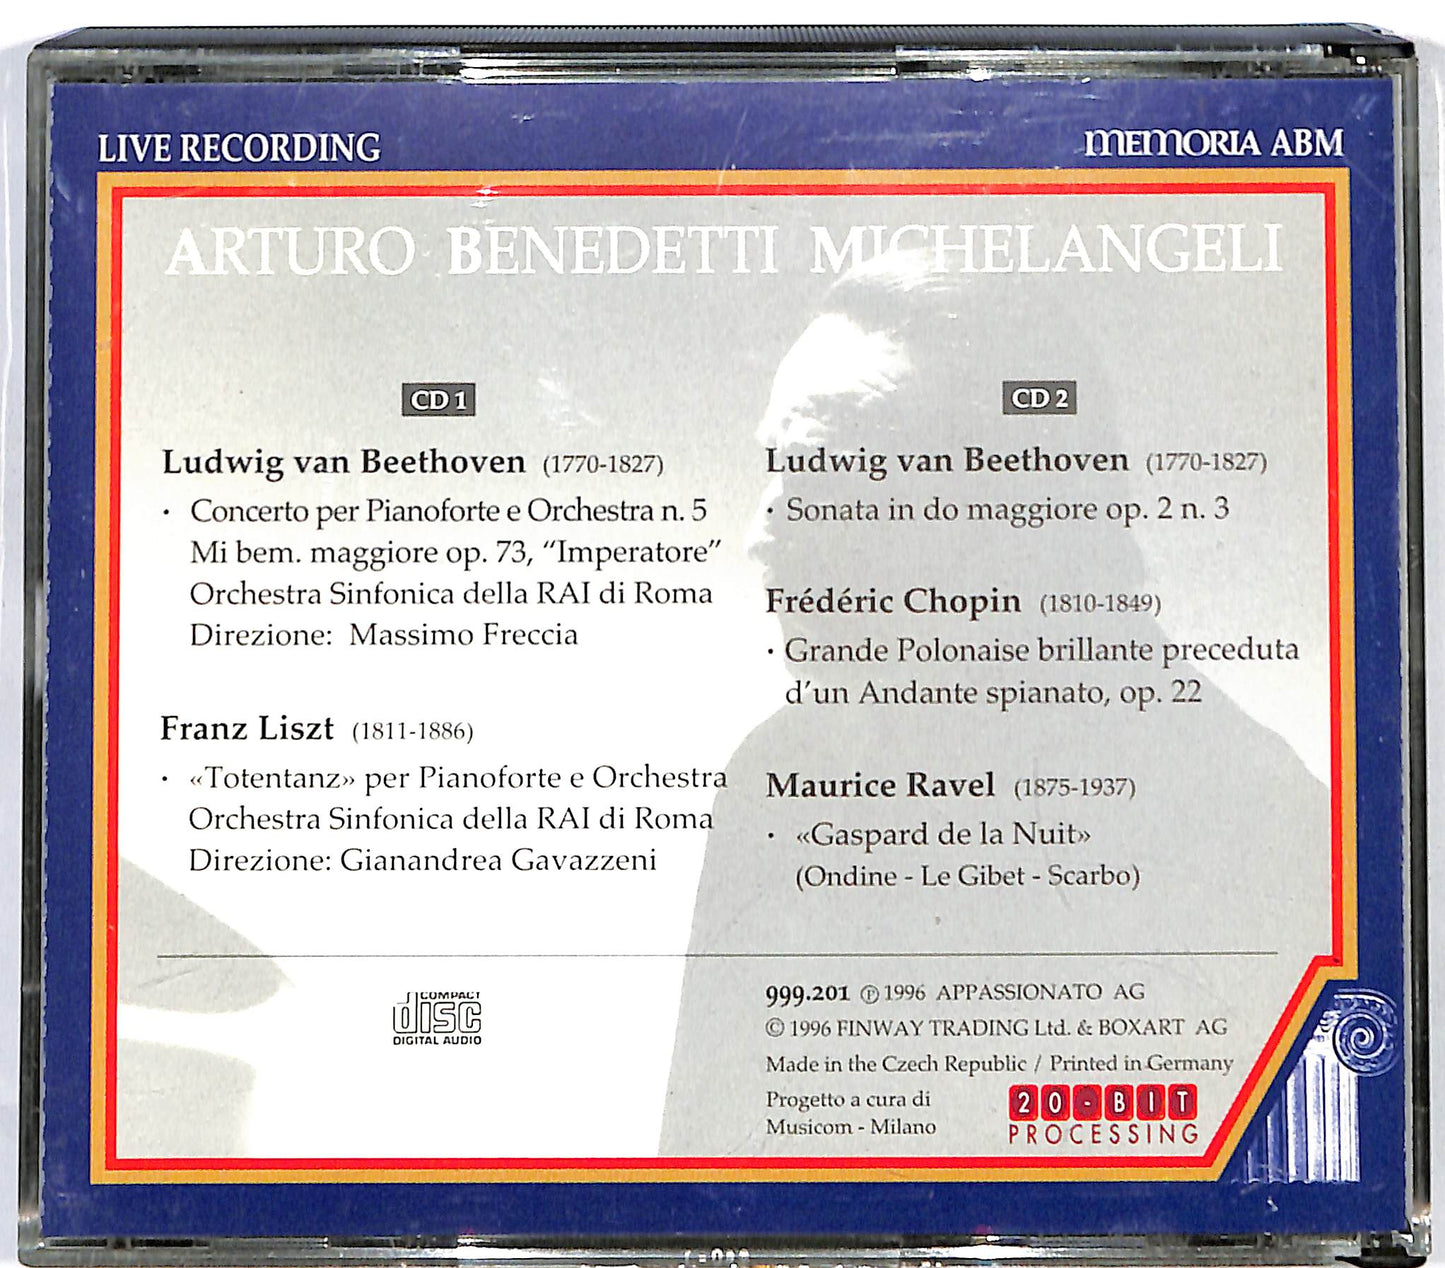 LIVE RECORDING
MEMORIA ABM
ARTURO BENEDETTI MICHELANGELI
CD 1
Ludwig van Beethoven (1770-1827)
· Concerto per Pianoforte e Orchestra n. 5
Mi bem. maggiore op. 73, “Imperatore”
Orchestra Sinfonica della RAI di Roma
Direzione: Massimo Freccia
Franz Liszt (1811-1886)
· «Totentanz» per Pianoforte e Orchestra
Orchestra Sinfonica della RAI di Roma
Direzione: Gianandrea Gavazzeni
CD 2
Ludwig van Beethoven (1770-1827)
· Sonata in do maggiore op. 2 n. 3
Frédéric Chopin (1810-1849)
· Grande Polonaise brillante preceduta
d’un Andante spianato, op. 22
Maurice Ravel (1875-1937)
· «Gaspard de la Nuit»
(Ondine - Le Gibet - Scarbo)
COMPACT
disc
DIGITAL AUDIO
999.201 ℗ 1996 APPASSIONATO AG
© 1996 FINWAY TRADING Ltd. & BOXART AG
Made in the Czech Republic / Printed in Germany
Progetto a cura di
Musicom - Milano
20-BIT
PROCESSING